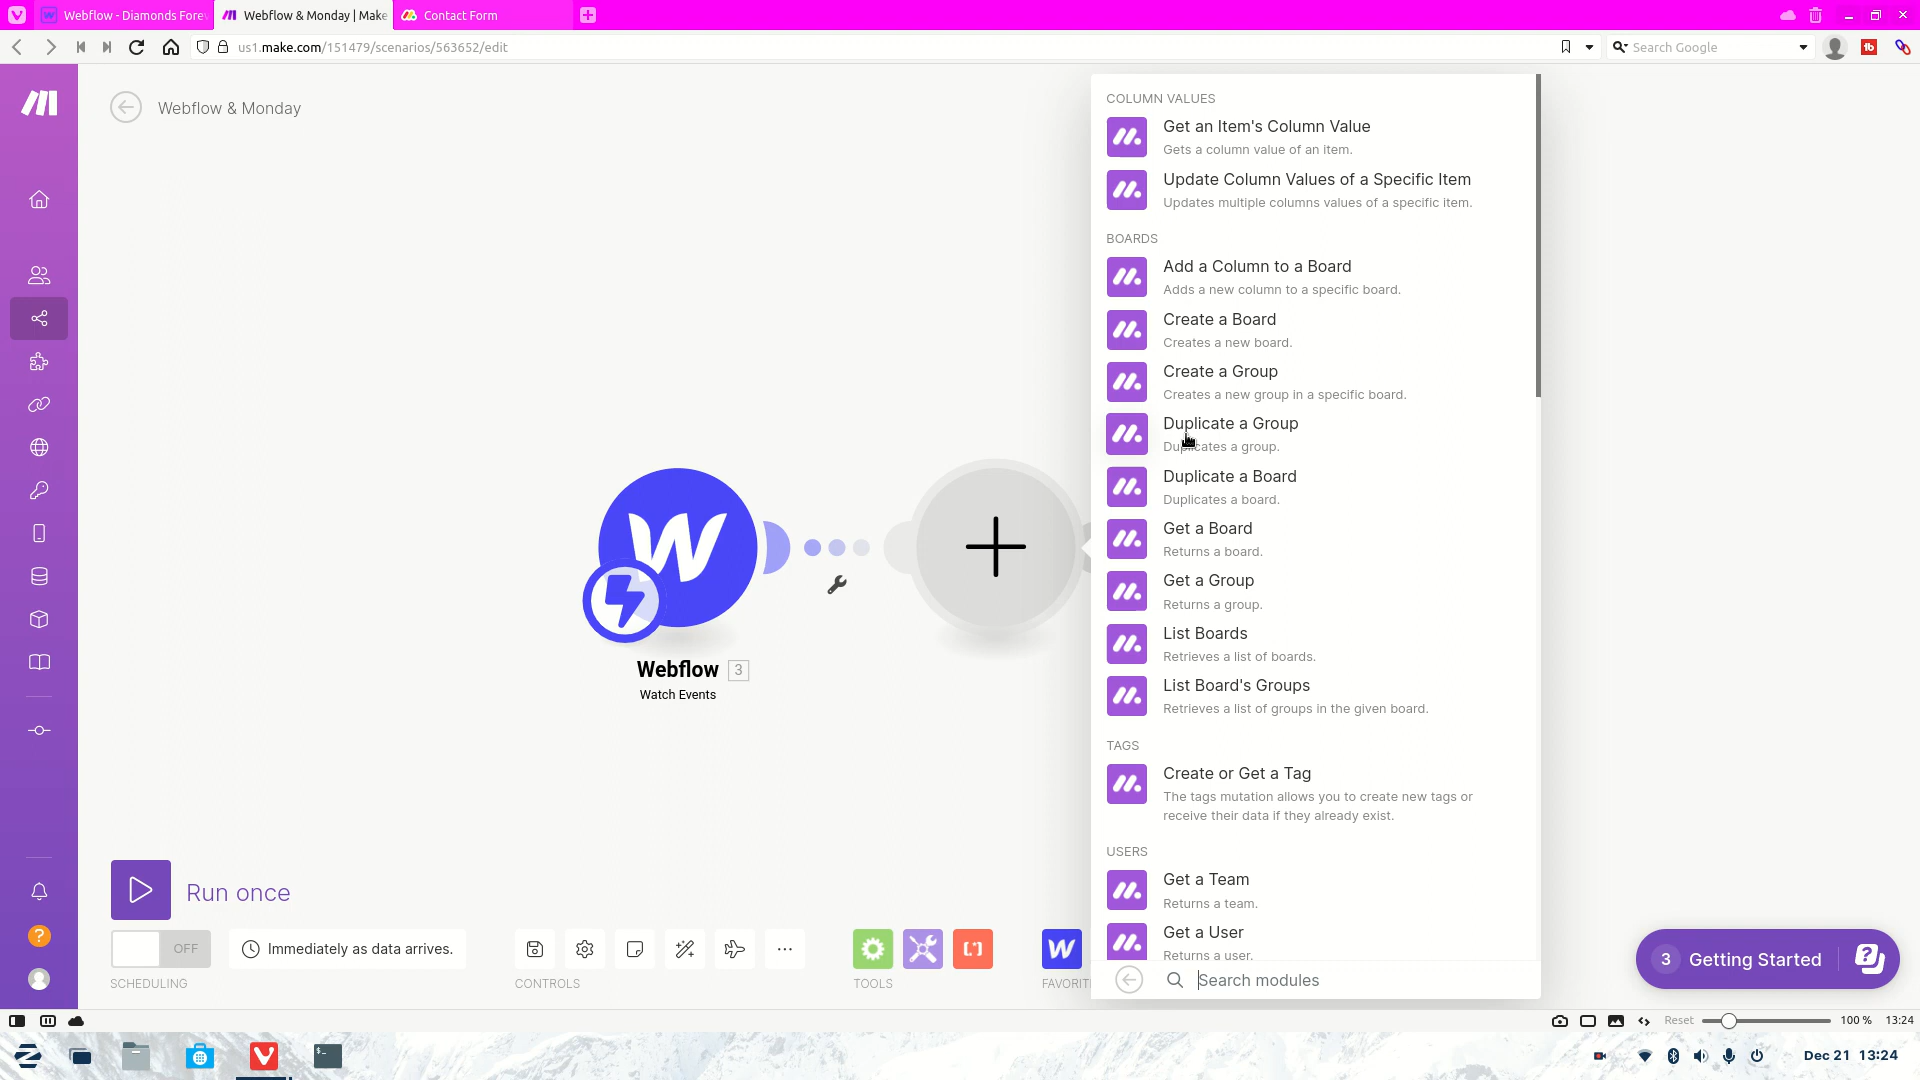 Webflow - Diamonds Forev
Webflow & Monday | Make
Contact Form
us1.make.com/151479/scenarios/563652/edit
Search Google
Webflow & Monday
COLUMN VALUES
Get an Item's Column Value
Gets a column value of an item.
Update Column Values of a Specific Item
Updates multiple columns values of a specific item.
BOARDS
Add a Column to a Board
Adds a new column to a specific board.
Create a Board
Creates a new board.
Create a Group
Creates a new group in a specific board.
Duplicate a Group
Duplicates a group.
Duplicate a Board
Duplicates a board.
Get a Board
Returns a board.
Get a Group
Returns a group.
List Boards
Retrieves a list of boards.
List Board's Groups
Retrieves a list of groups in the given board.
TAGS
Create or Get a Tag
The tags mutation allows you to create new tags or
receive their data if they already exist.
USERS
Get a Team
Returns a team.
Get a User
Returns a user.
Search modules
Webflow 3
Watch Events
Run once
OFF
Immediately as data arrives.
SCHEDULING
CONTROLS
TOOLS
FAVORIT
3 Getting Started
Reset
100 %
13:24
Dec 21 13:24